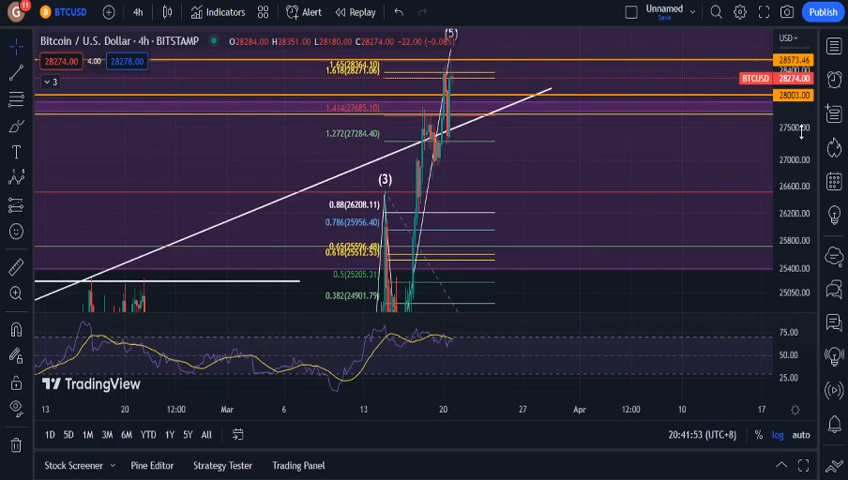 G 11 BTCUSD 4h Indicators Alert Replay Unnamed Save Publish
Bitcoin / U.S. Dollar · 4h · BITSTAMP O28284.00 H28351.00 L28180.00 C28274.00 -22.00 (-0.08%)
28274.00 4.00 28278.00
3
(5)
(3)
1.65(28364.10)
1.618(28271.06)
1.414(27685.10)
1.272(27284.40)
0.88(26208.11)
0.786(25956.40)
0.65(25596.48)
0.618(25512.53)
0.5(25205.31)
0.382(24901.79)
USD
28573.46
28400.00
BTCUSD 28274.00
28003.00
27500.00
27000.00
26600.00
26200.00
25800.00
25400.00
25050.00
75.00
50.00
25.00
TradingView
13 20 12:00 Mar 6 13 20 27 Apr 12:00 10 17
1D 5D 1M 3M 6M YTD 1Y 5Y All 20:41:53 (UTC+8) % log auto
Stock Screener Pine Editor Strategy Tester Trading Panel